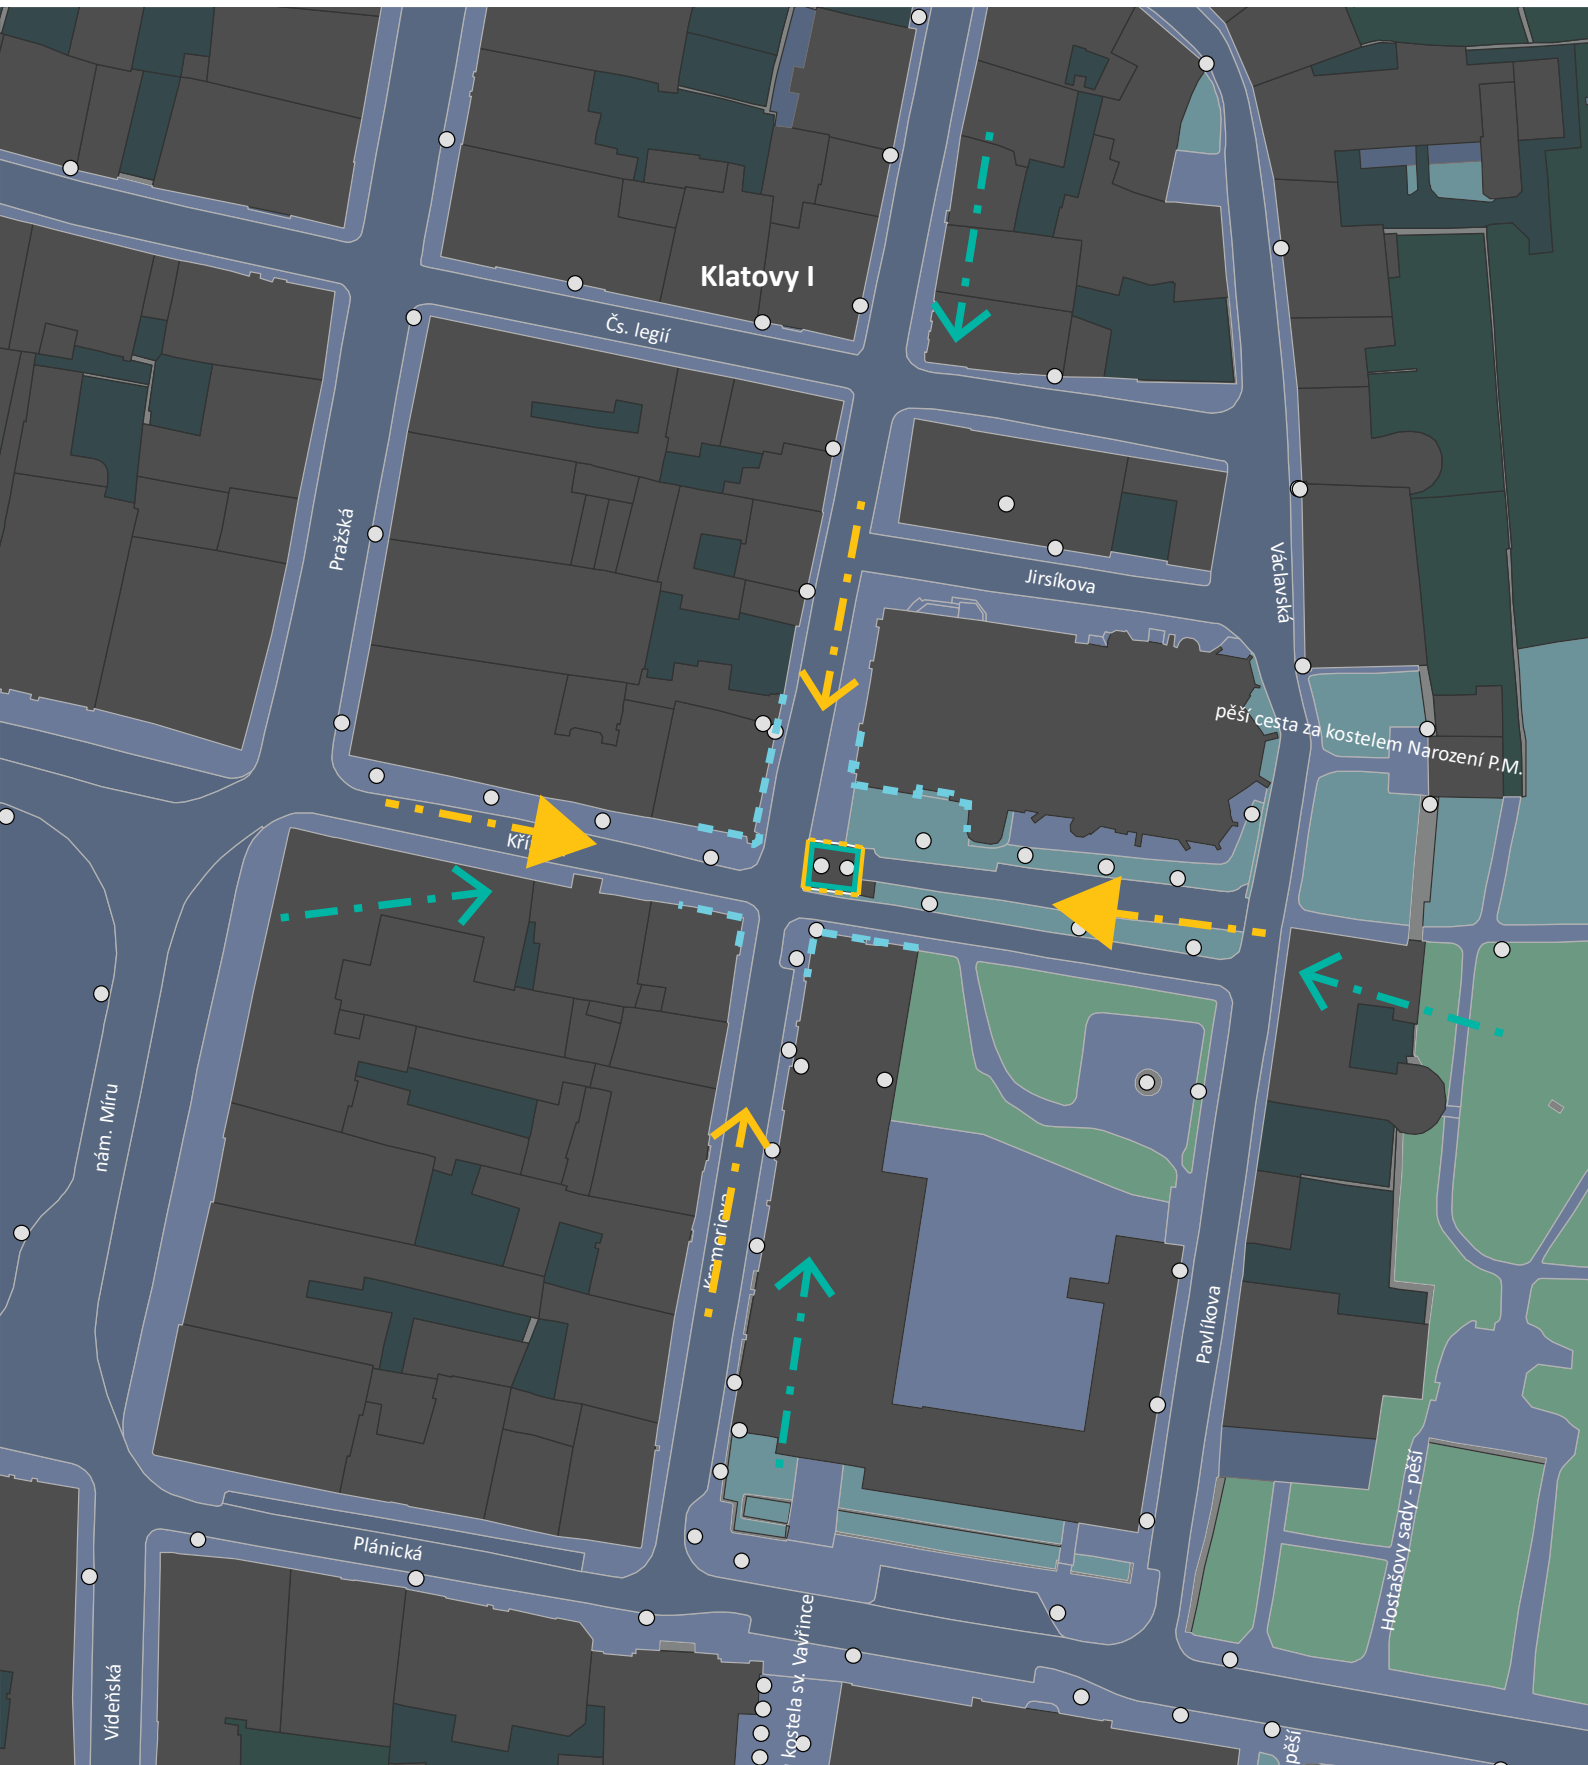 Klatovy I
Čs. legií
Pražská
Jirsíkova
Václavská
pěší cesta za kostelem Narození P.M.
nám. Míru
Krameriova
Pavlíkova
Hostašovy sady - pěší
Plánická
kostela sv. Vavřince
Vídeňská
pěší